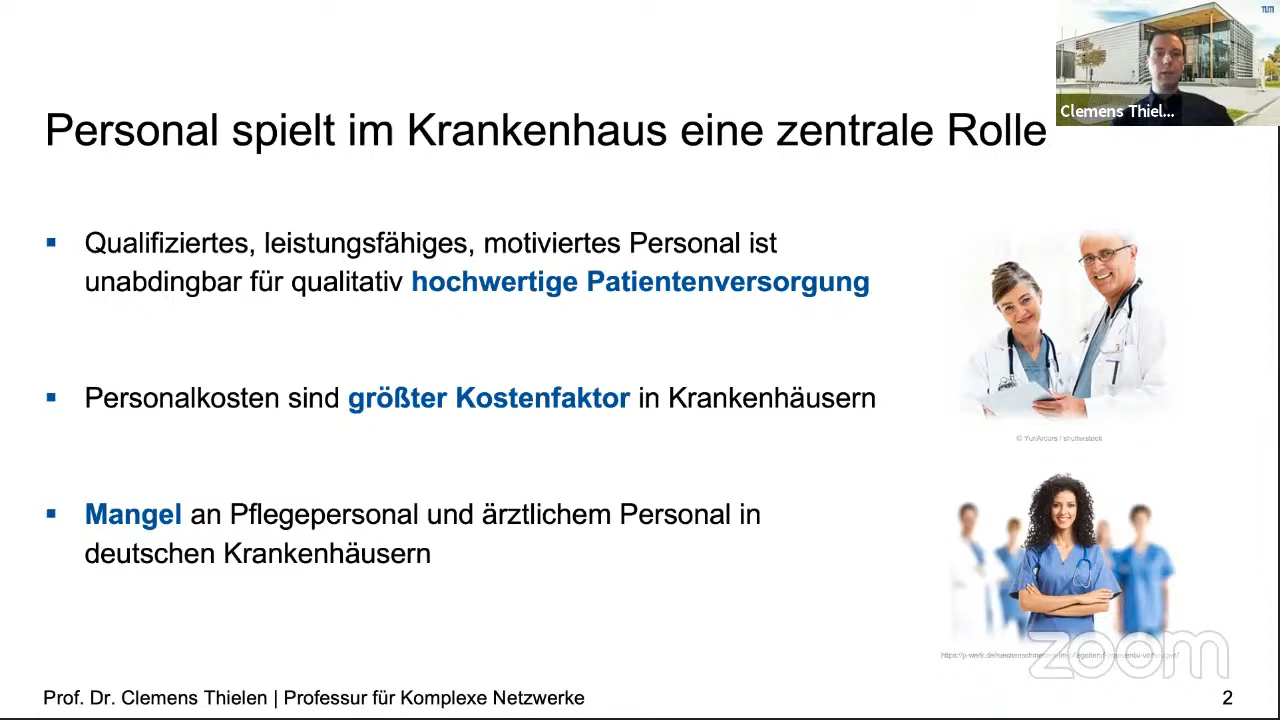 TUM
Clemens Thiel...
Personal spielt im Krankenhaus eine zentrale Rolle
Qualifiziertes, leistungsfähiges, motiviertes Personal ist
unabdingbar für qualitativ hochwertige Patientenversorgung
Personalkosten sind größter Kostenfaktor in Krankenhäusern
© YuriArcurs / shutterstock
Mangel an Pflegepersonal und ärztlichem Personal in
deutschen Krankenhäusern
zoom
Prof. Dr. Clemens Thielen | Professur für Komplexe Netzwerke
2